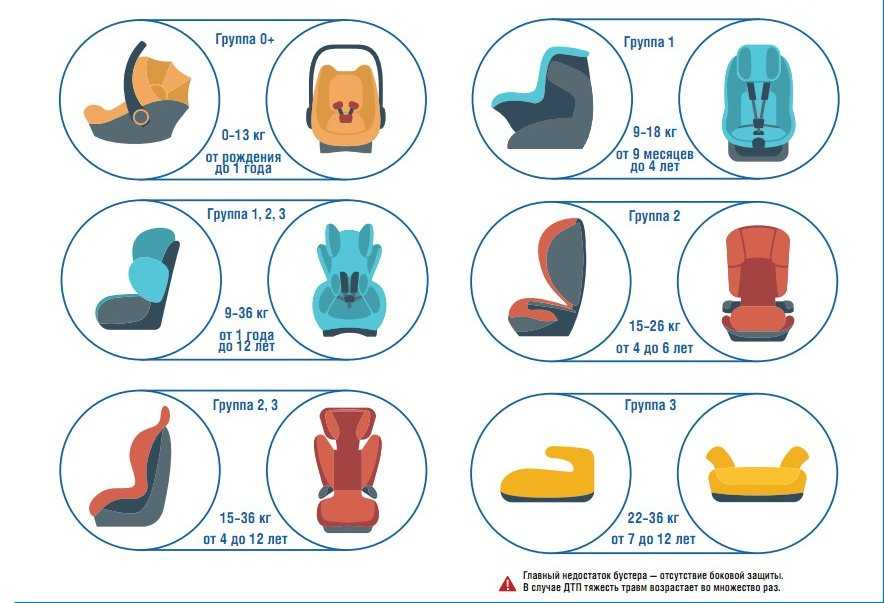 Группа 0+
0-13 кг
от рождения
до 1 года
Группа 1
9-18 кг
от 9 месяцев
до 4 лет
Группа 1, 2, 3
9-36 кг
от 1 года
до 12 лет
Группа 2
15-26 кг
от 4 до 6 лет
Группа 2, 3
15-36 кг
от 4 до 12 лет
Группа 3
22-36 кг
от 7 до 12 лет
Главный недостаток бустера — отсутствие боковой защиты.
В случае ДТП тяжесть травм возрастает во множество раз.